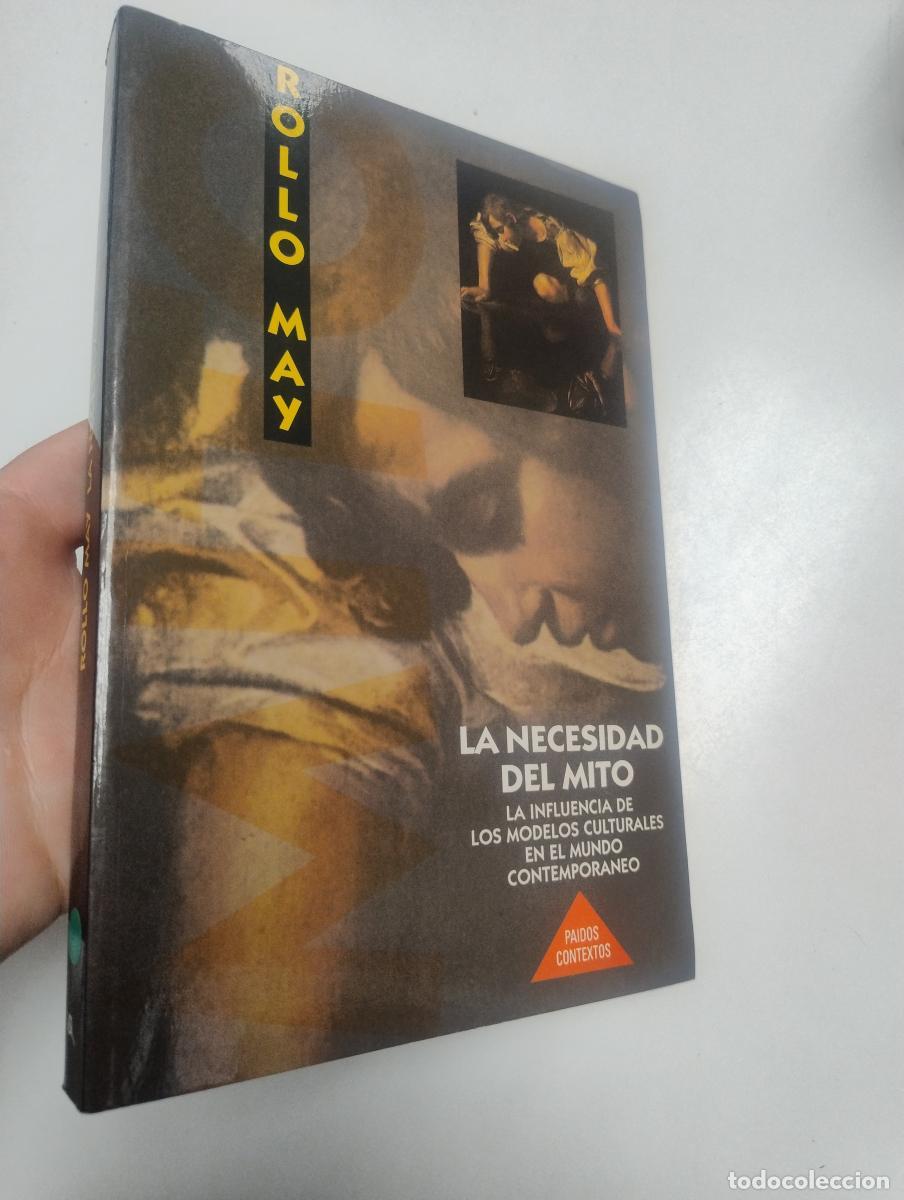 ROLLO MAY
LA NECESIDAD
DEL MITO
LA INFLUENCIA DE
LOS MODELOS CULTURALES
EN EL MUNDO
CONTEMPORANEO
PAIDOS
CONTEXTOS
ROLLO MAY LA
todocoleccion